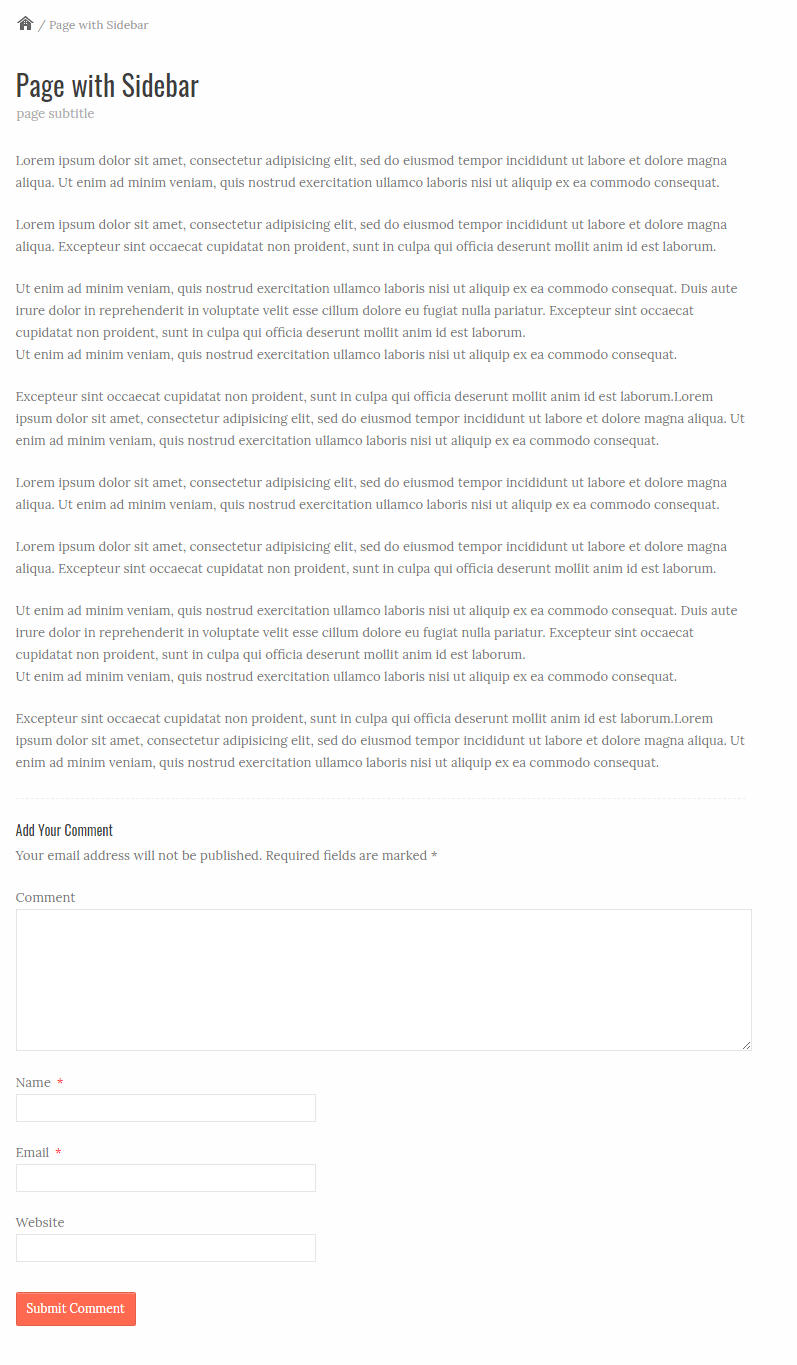 / Page with Sidebar
Page with Sidebar
page subtitle
Lorem ipsum dolor sit amet, consectetur adipisicing elit, sed do eiusmod tempor incididunt ut labore et dolore magna
aliqua. Ut enim ad minim veniam, quis nostrud exercitation ullamco laboris nisi ut aliquip ex ea commodo consequat.
Lorem ipsum dolor sit amet, consectetur adipisicing elit, sed do eiusmod tempor incididunt ut labore et dolore magna
aliqua. Excepteur sint occaecat cupidatat non proident, sunt in culpa qui officia deserunt mollit anim id est laborum.
Ut enim ad minim veniam, quis nostrud exercitation ullamco laboris nisi ut aliquip ex ea commodo consequat. Duis aute
irure dolor in reprehenderit in voluptate velit esse cillum dolore eu fugiat nulla pariatur. Excepteur sint occaecat
cupidatat non proident, sunt in culpa qui officia deserunt mollit anim id est laborum.
Ut enim ad minim veniam, quis nostrud exercitation ullamco laboris nisi ut aliquip ex ea commodo consequat.
Excepteur sint occaecat cupidatat non proident, sunt in culpa qui officia deserunt mollit anim id est laborum.Lorem
ipsum dolor sit amet, consectetur adipisicing elit, sed do eiusmod tempor incididunt ut labore et dolore magna aliqua. Ut
enim ad minim veniam, quis nostrud exercitation ullamco laboris nisi ut aliquip ex ea commodo consequat.
Lorem ipsum dolor sit amet, consectetur adipisicing elit, sed do eiusmod tempor incididunt ut labore et dolore magna
aliqua. Ut enim ad minim veniam, quis nostrud exercitation ullamco laboris nisi ut aliquip ex ea commodo consequat.
Lorem ipsum dolor sit amet, consectetur adipisicing elit, sed do eiusmod tempor incididunt ut labore et dolore magna
aliqua. Excepteur sint occaecat cupidatat non proident, sunt in culpa qui officia deserunt mollit anim id est laborum.
Ut enim ad minim veniam, quis nostrud exercitation ullamco laboris nisi ut aliquip ex ea commodo consequat. Duis aute
irure dolor in reprehenderit in voluptate velit esse cillum dolore eu fugiat nulla pariatur. Excepteur sint occaecat
cupidatat non proident, sunt in culpa qui officia deserunt mollit anim id est laborum.
Ut enim ad minim veniam, quis nostrud exercitation ullamco laboris nisi ut aliquip ex ea commodo consequat.
Excepteur sint occaecat cupidatat non proident, sunt in culpa qui officia deserunt mollit anim id est laborum.Lorem
ipsum dolor sit amet, consectetur adipisicing elit, sed do eiusmod tempor incididunt ut labore et dolore magna aliqua. Ut
enim ad minim veniam, quis nostrud exercitation ullamco laboris nisi ut aliquip ex ea commodo consequat.
Add Your Comment
Your email address will not be published. Required fields are marked *
Comment
Name *
Email *
Website
Submit Comment